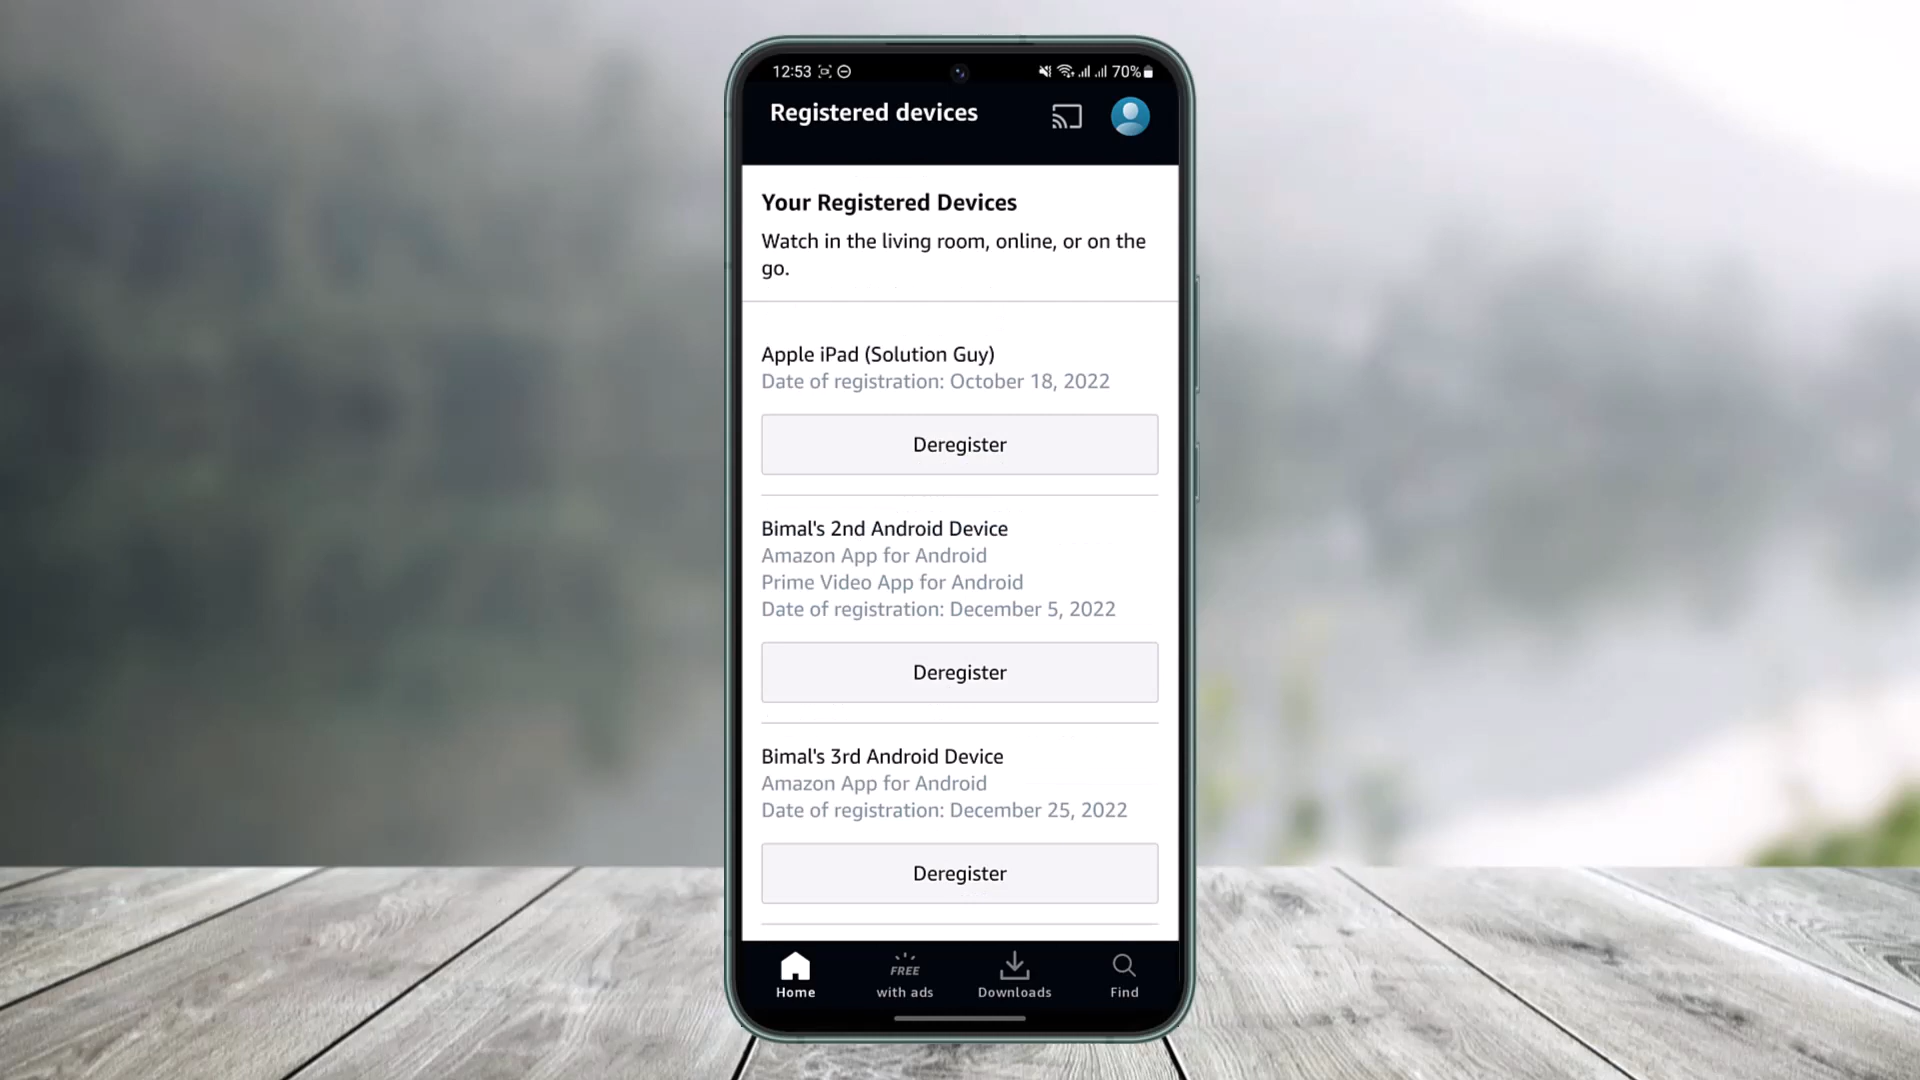 12:53
70%
Registered devices
Your Registered Devices
Watch in the living room, online, or on the
go.
Apple iPad (Solution Guy)
Date of registration: October 18, 2022
Deregister
Bimal's 2nd Android Device
Amazon App for Android
Prime Video App for Android
Date of registration: December 5, 2022
Deregister
Bimal's 3rd Android Device
Amazon App for Android
Date of registration: December 25, 2022
Deregister
Home
FREE
with ads
Downloads
Find